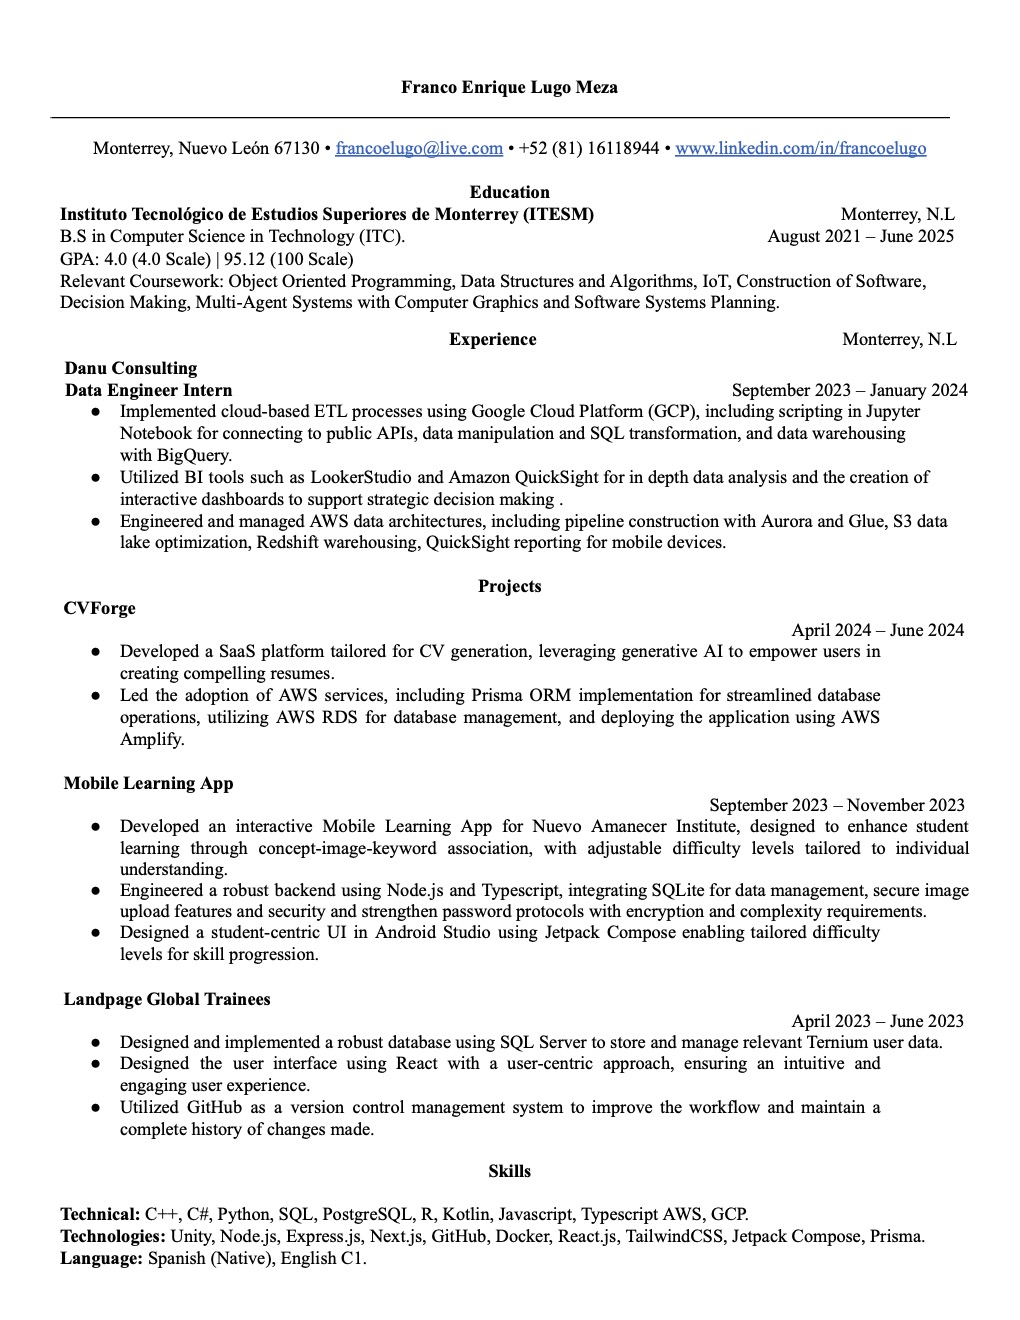 Franco Enrique Lugo Meza
Monterrey, Nuevo León 67130 • francoelugo@live.com • +52 (81) 16118944 • www.linkedin.com/in/francoelugo
Education
Instituto Tecnológico de Estudios Superiores de Monterrey (ITESM) Monterrey, N.L
B.S in Computer Science in Technology (ITC). August 2021 – June 2025
GPA: 4.0 (4.0 Scale) | 95.12 (100 Scale)
Relevant Coursework: Object Oriented Programming, Data Structures and Algorithms, IoT, Construction of Software,
Decision Making, Multi-Agent Systems with Computer Graphics and Software Systems Planning.
Experience Monterrey, N.L
Danu Consulting
Data Engineer Intern September 2023 – January 2024
● Implemented cloud-based ETL processes using Google Cloud Platform (GCP), including scripting in Jupyter
Notebook for connecting to public APIs, data manipulation and SQL transformation, and data warehousing
with BigQuery.
● Utilized BI tools such as LookerStudio and Amazon QuickSight for in depth data analysis and the creation of
interactive dashboards to support strategic decision making .
● Engineered and managed AWS data architectures, including pipeline construction with Aurora and Glue, S3 data
lake optimization, Redshift warehousing, QuickSight reporting for mobile devices.
Projects
CVForge
April 2024 – June 2024
● Developed a SaaS platform tailored for CV generation, leveraging generative AI to empower users in
creating compelling resumes.
● Led the adoption of AWS services, including Prisma ORM implementation for streamlined database
operations, utilizing AWS RDS for database management, and deploying the application using AWS
Amplify.
Mobile Learning App
September 2023 – November 2023
● Developed an interactive Mobile Learning App for Nuevo Amanecer Institute, designed to enhance student
learning through concept-image-keyword association, with adjustable difficulty levels tailored to individual
understanding.
● Engineered a robust backend using Node.js and Typescript, integrating SQLite for data management, secure image
upload features and security and strengthen password protocols with encryption and complexity requirements.
● Designed a student-centric UI in Android Studio using Jetpack Compose enabling tailored difficulty
levels for skill progression.
Landpage Global Trainees
April 2023 – June 2023
● Designed and implemented a robust database using SQL Server to store and manage relevant Ternium user data.
● Designed the user interface using React with a user-centric approach, ensuring an intuitive and
engaging user experience.
● Utilized GitHub as a version control management system to improve the workflow and maintain a
complete history of changes made.
Skills
Technical: C++, C#, Python, SQL, PostgreSQL, R, Kotlin, Javascript, Typescript AWS, GCP.
Technologies: Unity, Node.js, Express.js, Next.js, GitHub, Docker, React.js, TailwindCSS, Jetpack Compose, Prisma.
Language: Spanish (Native), English C1.